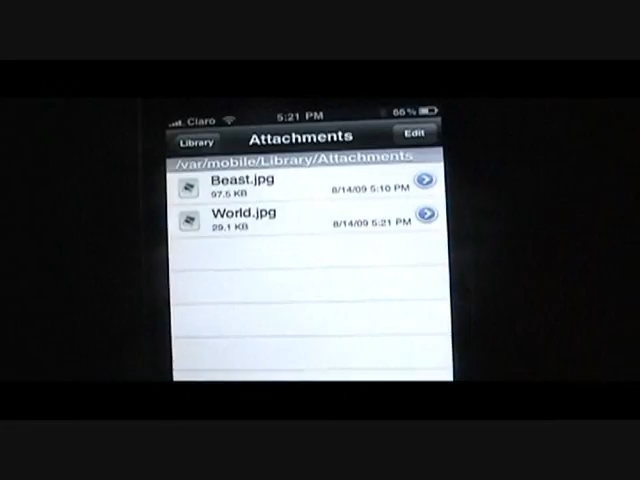 Claro 5:21 PM 66%
Library Attachments Edit
/var/mobile/Library/Attachments
Beast.jpg
97.5 KB 8/14/09 5:10 PM
World.jpg
29.1 KB 8/14/09 5:21 PM